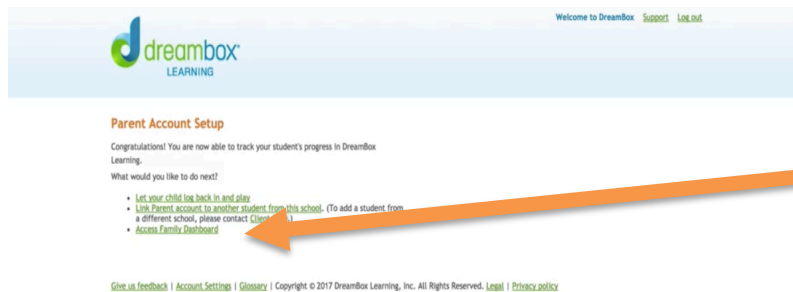 Welcome to DreamBox Support Log out
dreambox
LEARNING
Parent Account Setup
Congratulations! You are now able to track your student's progress in DreamBox
Learning.
What would you like to do next?
• Let your child log back in and play
• Link Parent account to another student from this school. (To add a student from
a different school, please contact
• Access Family Dashboard
Give us feedback | Account Settings | Glossary | Copyright © 2017 DreamBox Learning, Inc. All Rights Reserved. Legal | Privacy policy